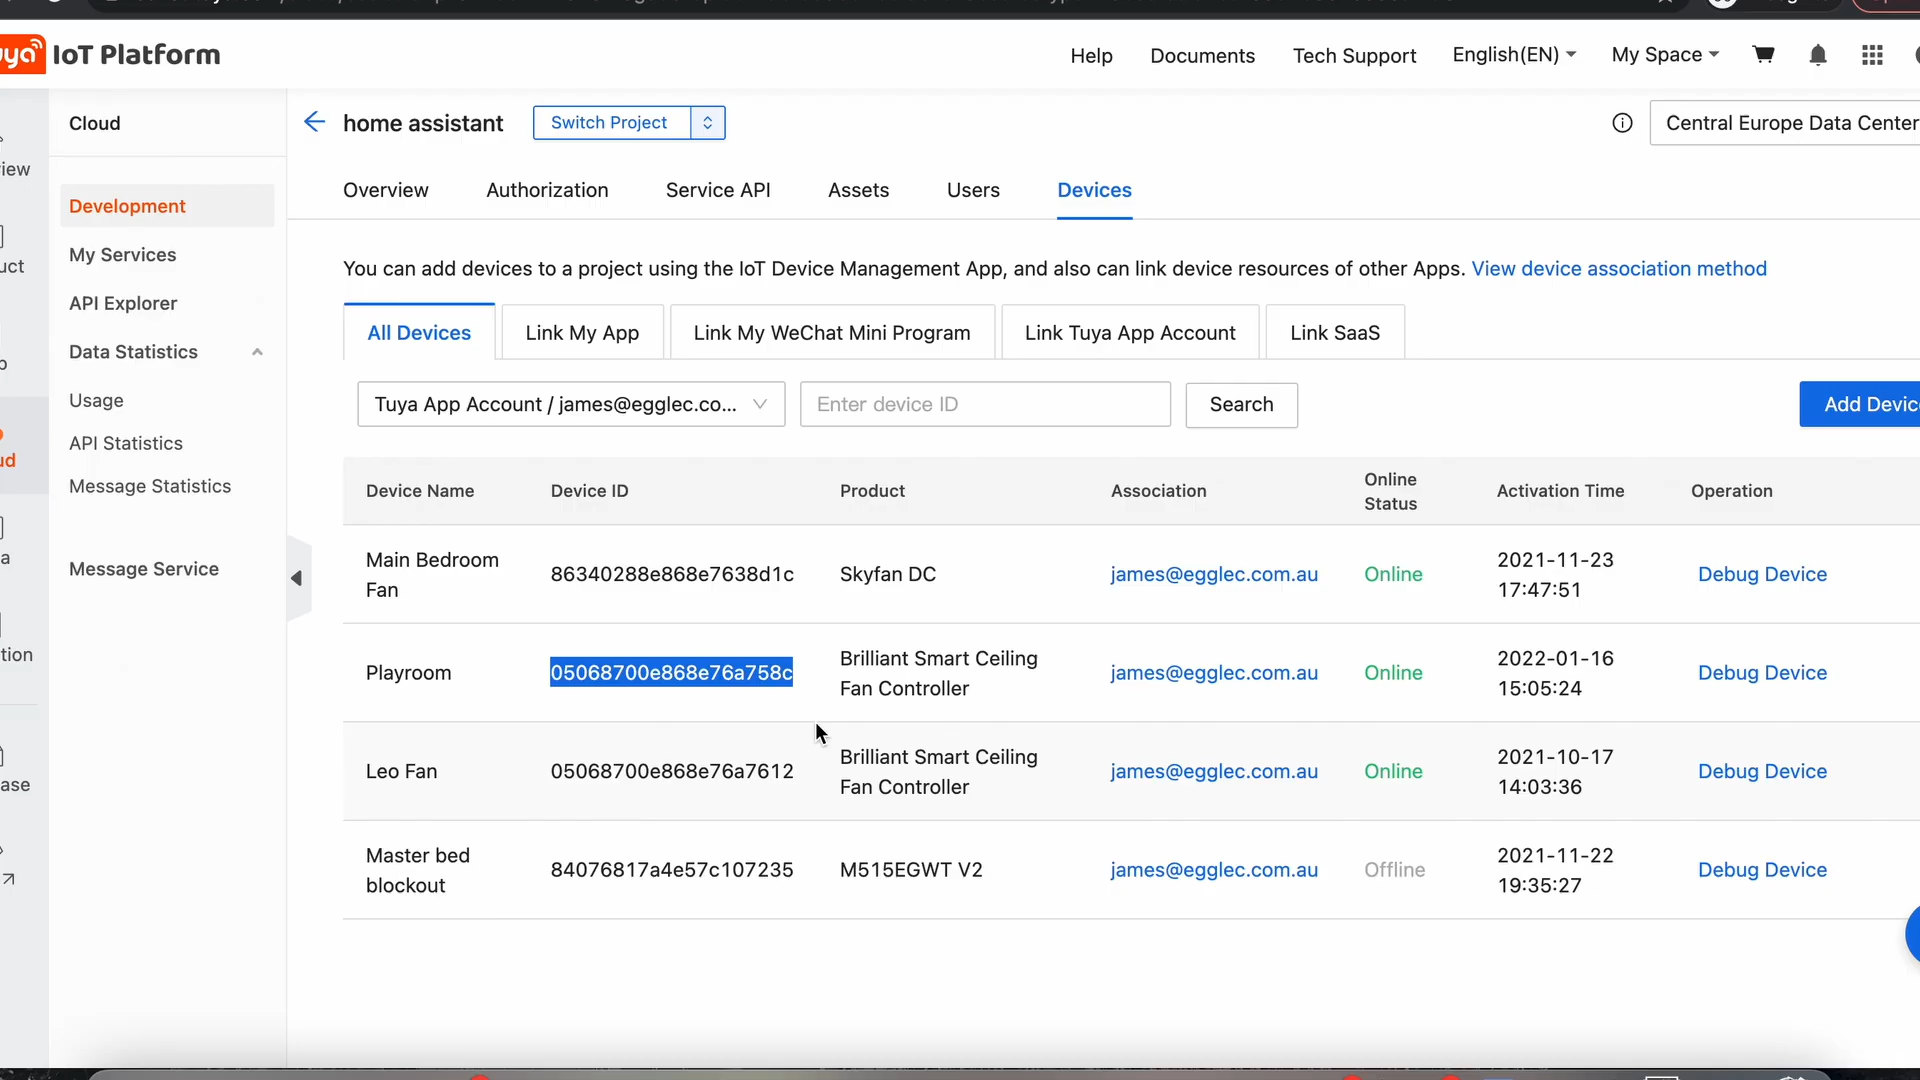 IoT Platform
Help Documents Tech Support English(EN) My Space
Cloud
home assistant Switch Project
Central Europe Data Center
Overview Authorization Service API Assets Users Devices
Development
My Services
API Explorer
Data Statistics
Usage
API Statistics
Message Statistics
Message Service
You can add devices to a project using the IoT Device Management App, and also can link device resources of other Apps. View device association method
All Devices Link My App Link My WeChat Mini Program Link Tuya App Account Link SaaS
Tuya App Account / james@egglec.co... Enter device ID Search Add Devic
Device Name Device ID Product Association Online Status Activation Time Operation
Main Bedroom Fan 86340288e868e7638d1c Skyfan DC james@egglec.com.au Online 2021-11-23 17:47:51 Debug Device
Playroom 05068700e868e76a758c Brilliant Smart Ceiling Fan Controller james@egglec.com.au Online 2022-01-16 15:05:24 Debug Device
Leo Fan 05068700e868e76a7612 Brilliant Smart Ceiling Fan Controller james@egglec.com.au Online 2021-10-17 14:03:36 Debug Device
Master bed blockout 84076817a4e57c107235 M515EGWT V2 james@egglec.com.au Offline 2021-11-22 19:35:27 Debug Device